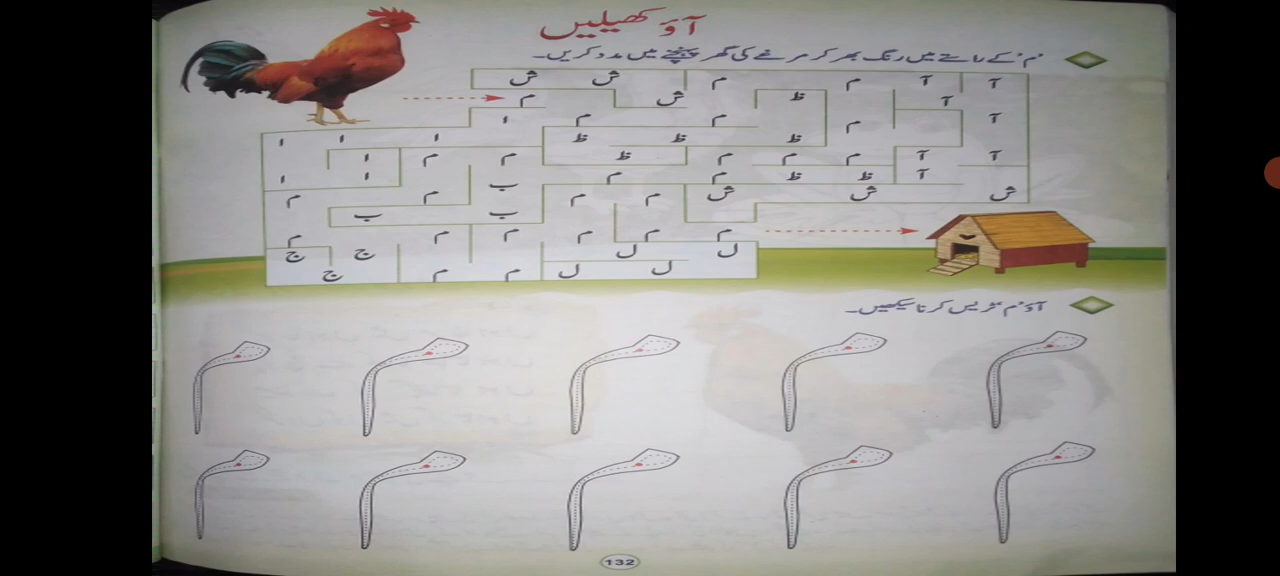 آؤ کھیلیں
'م' کے راستے میں رنگ بھر کر مرغے کی گھر پہنچنے میں مدد کریں۔
آ آ م م ش ش
آ ظ ش م
آ م م م ا
ظ ظ ظ ا ا ا
آ آ م م م ظ م م ا
آ ظ ظ م م ب ا ا
ش ش ش م م م م
ب ب
م م م م م م
ل ل ج ج
ل ل م م ج
آؤ 'م' ٹریس کرنا سیکھیں۔
م م م م م
م م م م م
132